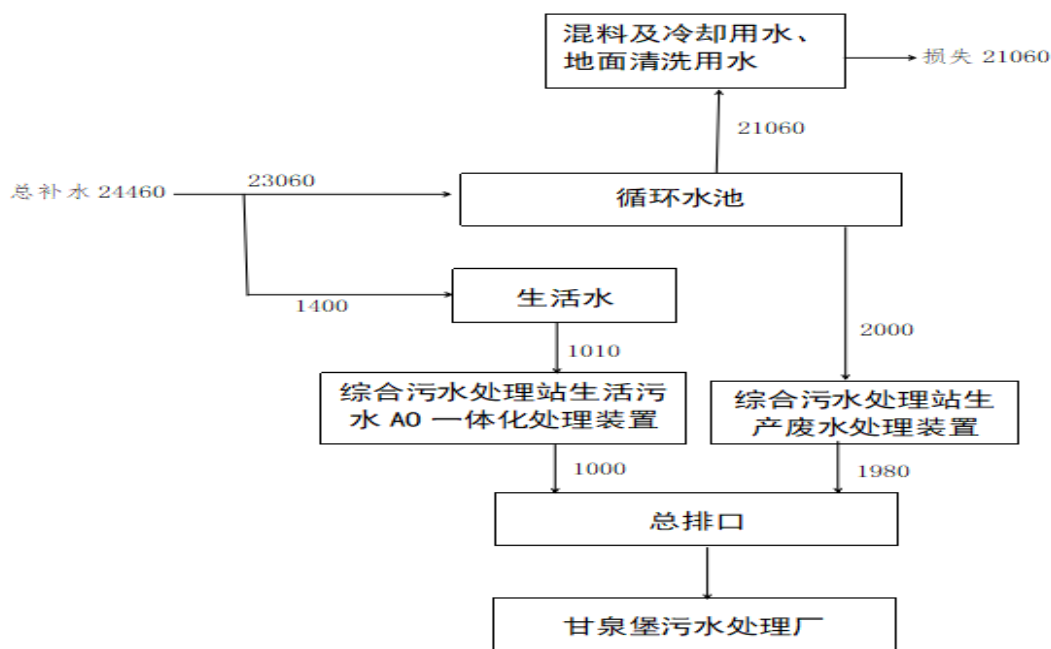 混料及冷却用水、
地面清洗用水
损失 21060
21060
总补水 24460
23060
循环水池
1400
生活水
2000
1010
综合污水处理站生活污
水 AO 一体化处理装置
综合污水处理站生
产废水处理装置
1000
1980
总排口
甘泉堡污水处理厂